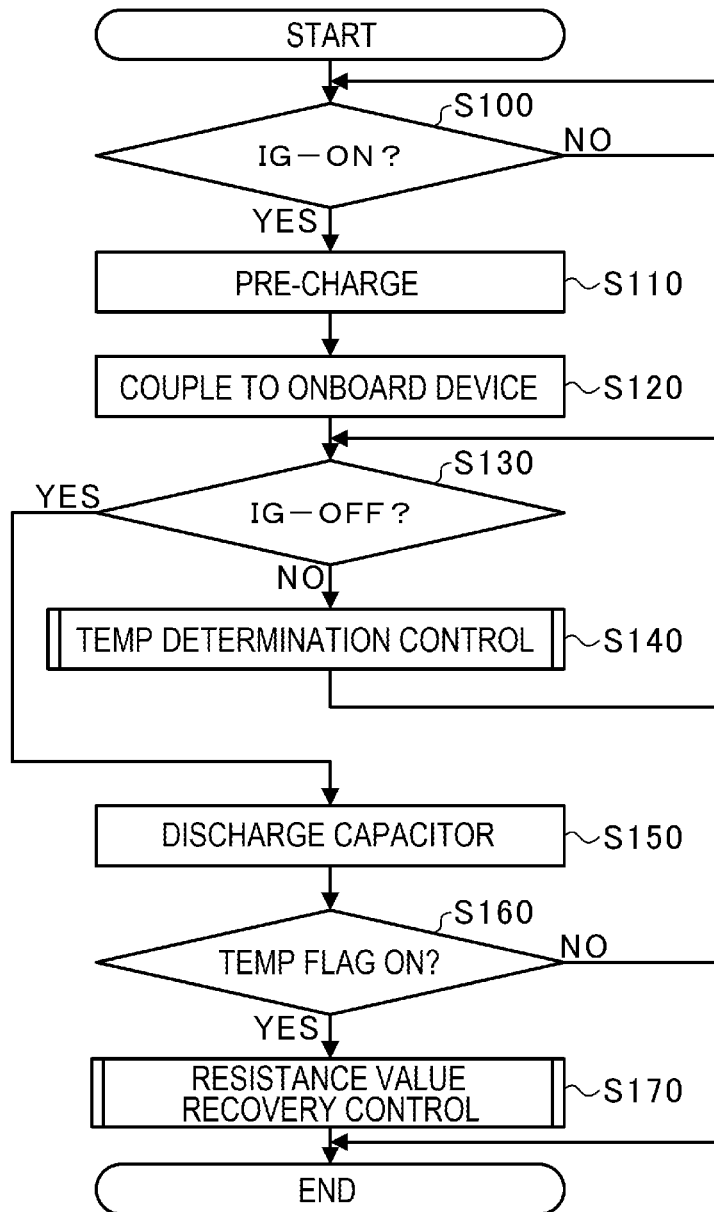 START
S100
IG-ON?
NO
YES
PRE-CHARGE
S110
COUPLE TO ONBOARD DEVICE
S120
S130
YES
IG-OFF?
NO
TEMP DETERMINATION CONTROL
S140
DISCHARGE CAPACITOR
S150
S160
TEMP FLAG ON?
NO
YES
RESISTANCE VALUE
RECOVERY CONTROL
S170
END